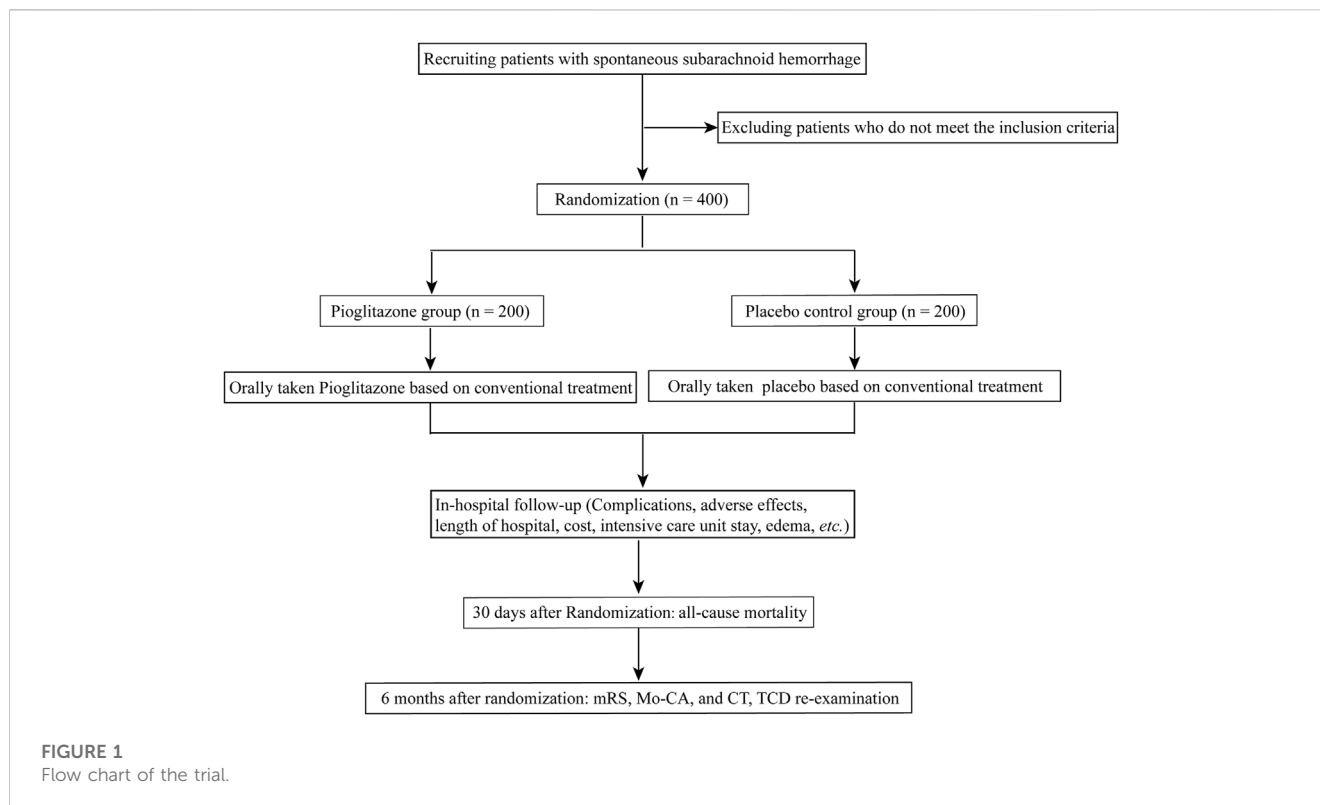 Recruiting patients with spontaneous subarachnoid hemorrhage
Excluding patients who do not meet the inclusion criteria
Randomization (n = 400)
Pioglitazone group (n = 200)
Placebo control group (n = 200)
Orally taken Pioglitazone based on conventional treatment
Orally taken placebo based on conventional treatment
In-hospital follow-up (Complications, adverse effects,
length of hospital, cost, intensive care unit stay, edema, etc.)
30 days after Randomization: all-cause mortality
6 months after randomization: mRS, Mo-CA, and CT, TCD re-examination
FIGURE 1
Flow chart of the trial.